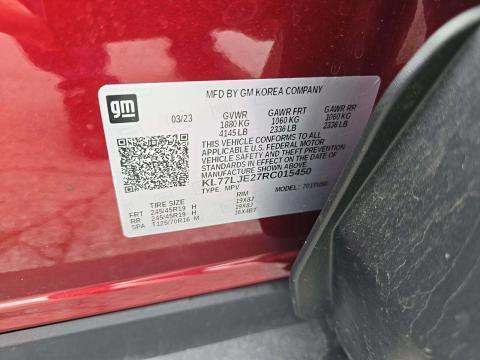 gm
MFD BY GM KOREA COMPANY
03/23 GVWR GAWR FRT GAWR RR
1880 KG 1060 KG 1060 KG
4145 LB 2336 LB 2336 LB
THIS VEHICLE CONFORMS TO ALL
APPLICABLE U.S. FEDERAL MOTOR
VEHICLE SAFETY AND THEFT PREVENTION
STANDARDS IN EFFECT ON THE DATE OF
MANUFACTURE SHOWN ABOVE.
KL77LJE27RC015450
TYPE: MPV MODEL:
TIRE SIZE RIM
FRT 245/45R19 H 19X8J
RR 245/45R19 H 19X8J
SPA T125/70R16 M 16X4BT